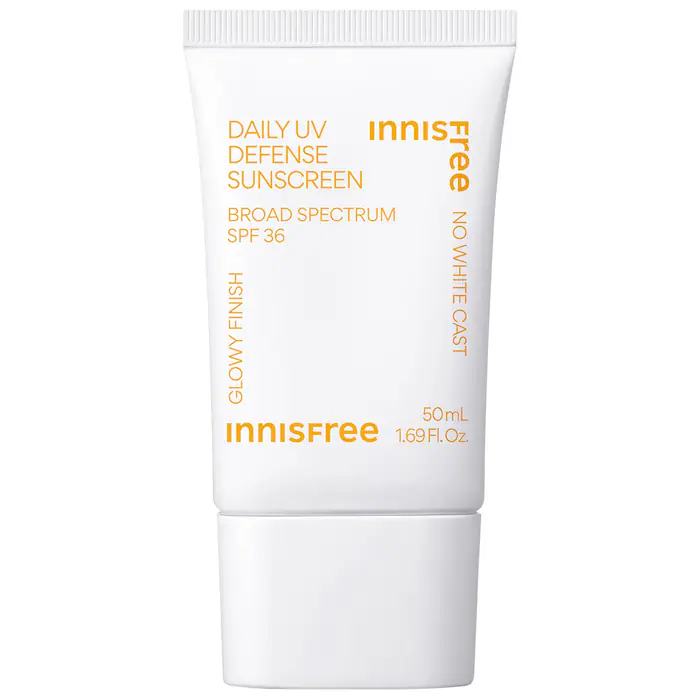 DAILY UV
DEFENSE
SUNSCREEN
BROAD SPECTRUM
SPF 36
INNISFree
NO WHITE CAST
GLOWY FINISH
INNISFree
50 mL
1.69 Fl. Oz.